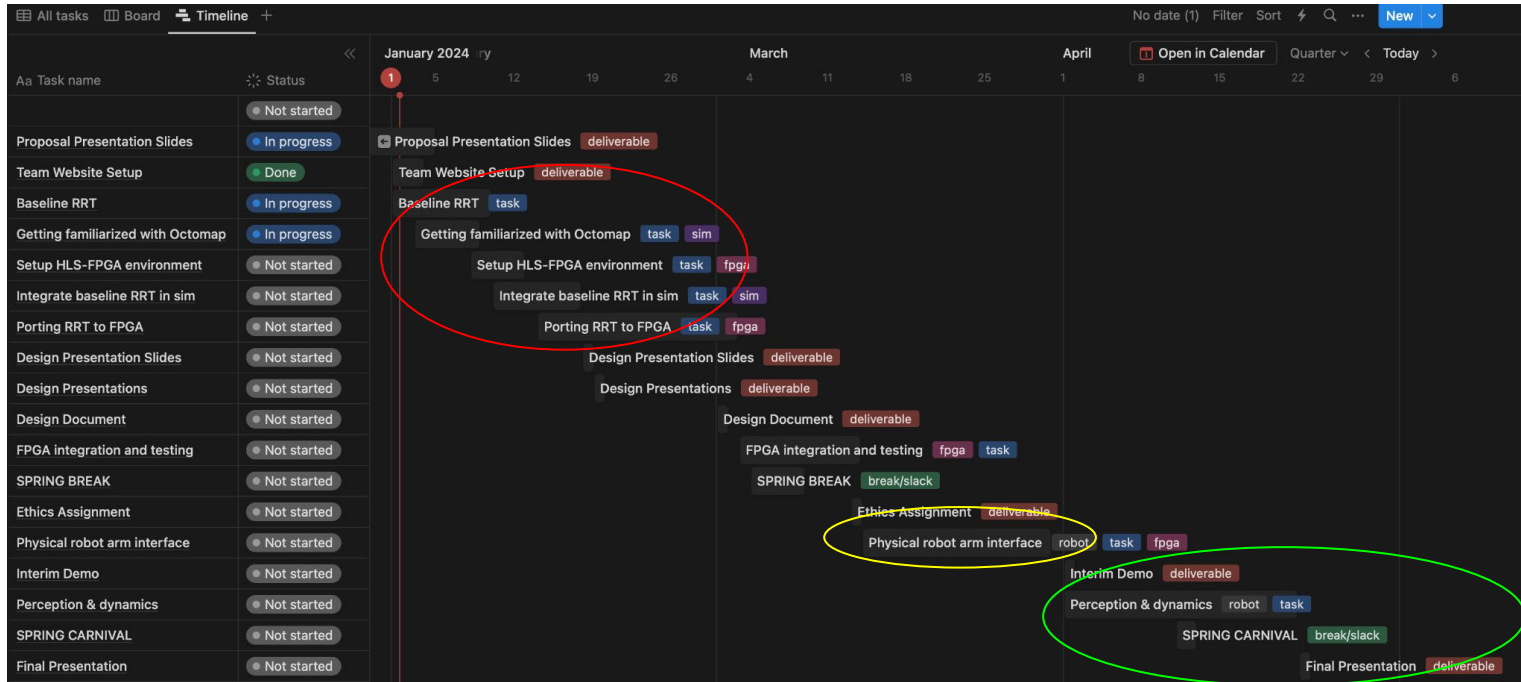 All tasks Board Timeline + No date (1) Filter Sort New
January 2024 ry March April Open in Calendar Quarter Today
Aa Task name Status 1 5 12 19 26 4 11 18 25 1 8 15 22 29 6
Not started
Proposal Presentation Slides In progress Proposal Presentation Slides deliverable
Team Website Setup Done Team Website Setup deliverable
Baseline RRT In progress Baseline RRT task
Getting familiarized with Octomap In progress Getting familiarized with Octomap task sim
Setup HLS-FPGA environment Not started Setup HLS-FPGA environment task fpga
Integrate baseline RRT in sim Not started Integrate baseline RRT in sim task sim
Porting RRT to FPGA Not started Porting RRT to FPGA task fpga
Design Presentation Slides Not started Design Presentation Slides deliverable
Design Presentations Not started Design Presentations deliverable
Design Document Not started Design Document deliverable
FPGA integration and testing Not started FPGA integration and testing fpga task
SPRING BREAK Not started SPRING BREAK break/slack
Ethics Assignment Not started Ethics Assignment deliverable
Physical robot arm interface Not started Physical robot arm interface robot task fpga
Interim Demo Not started Interim Demo deliverable
Perception & dynamics Not started Perception & dynamics robot task
SPRING CARNIVAL Not started SPRING CARNIVAL break/slack
Final Presentation Not started Final Presentation deliverable